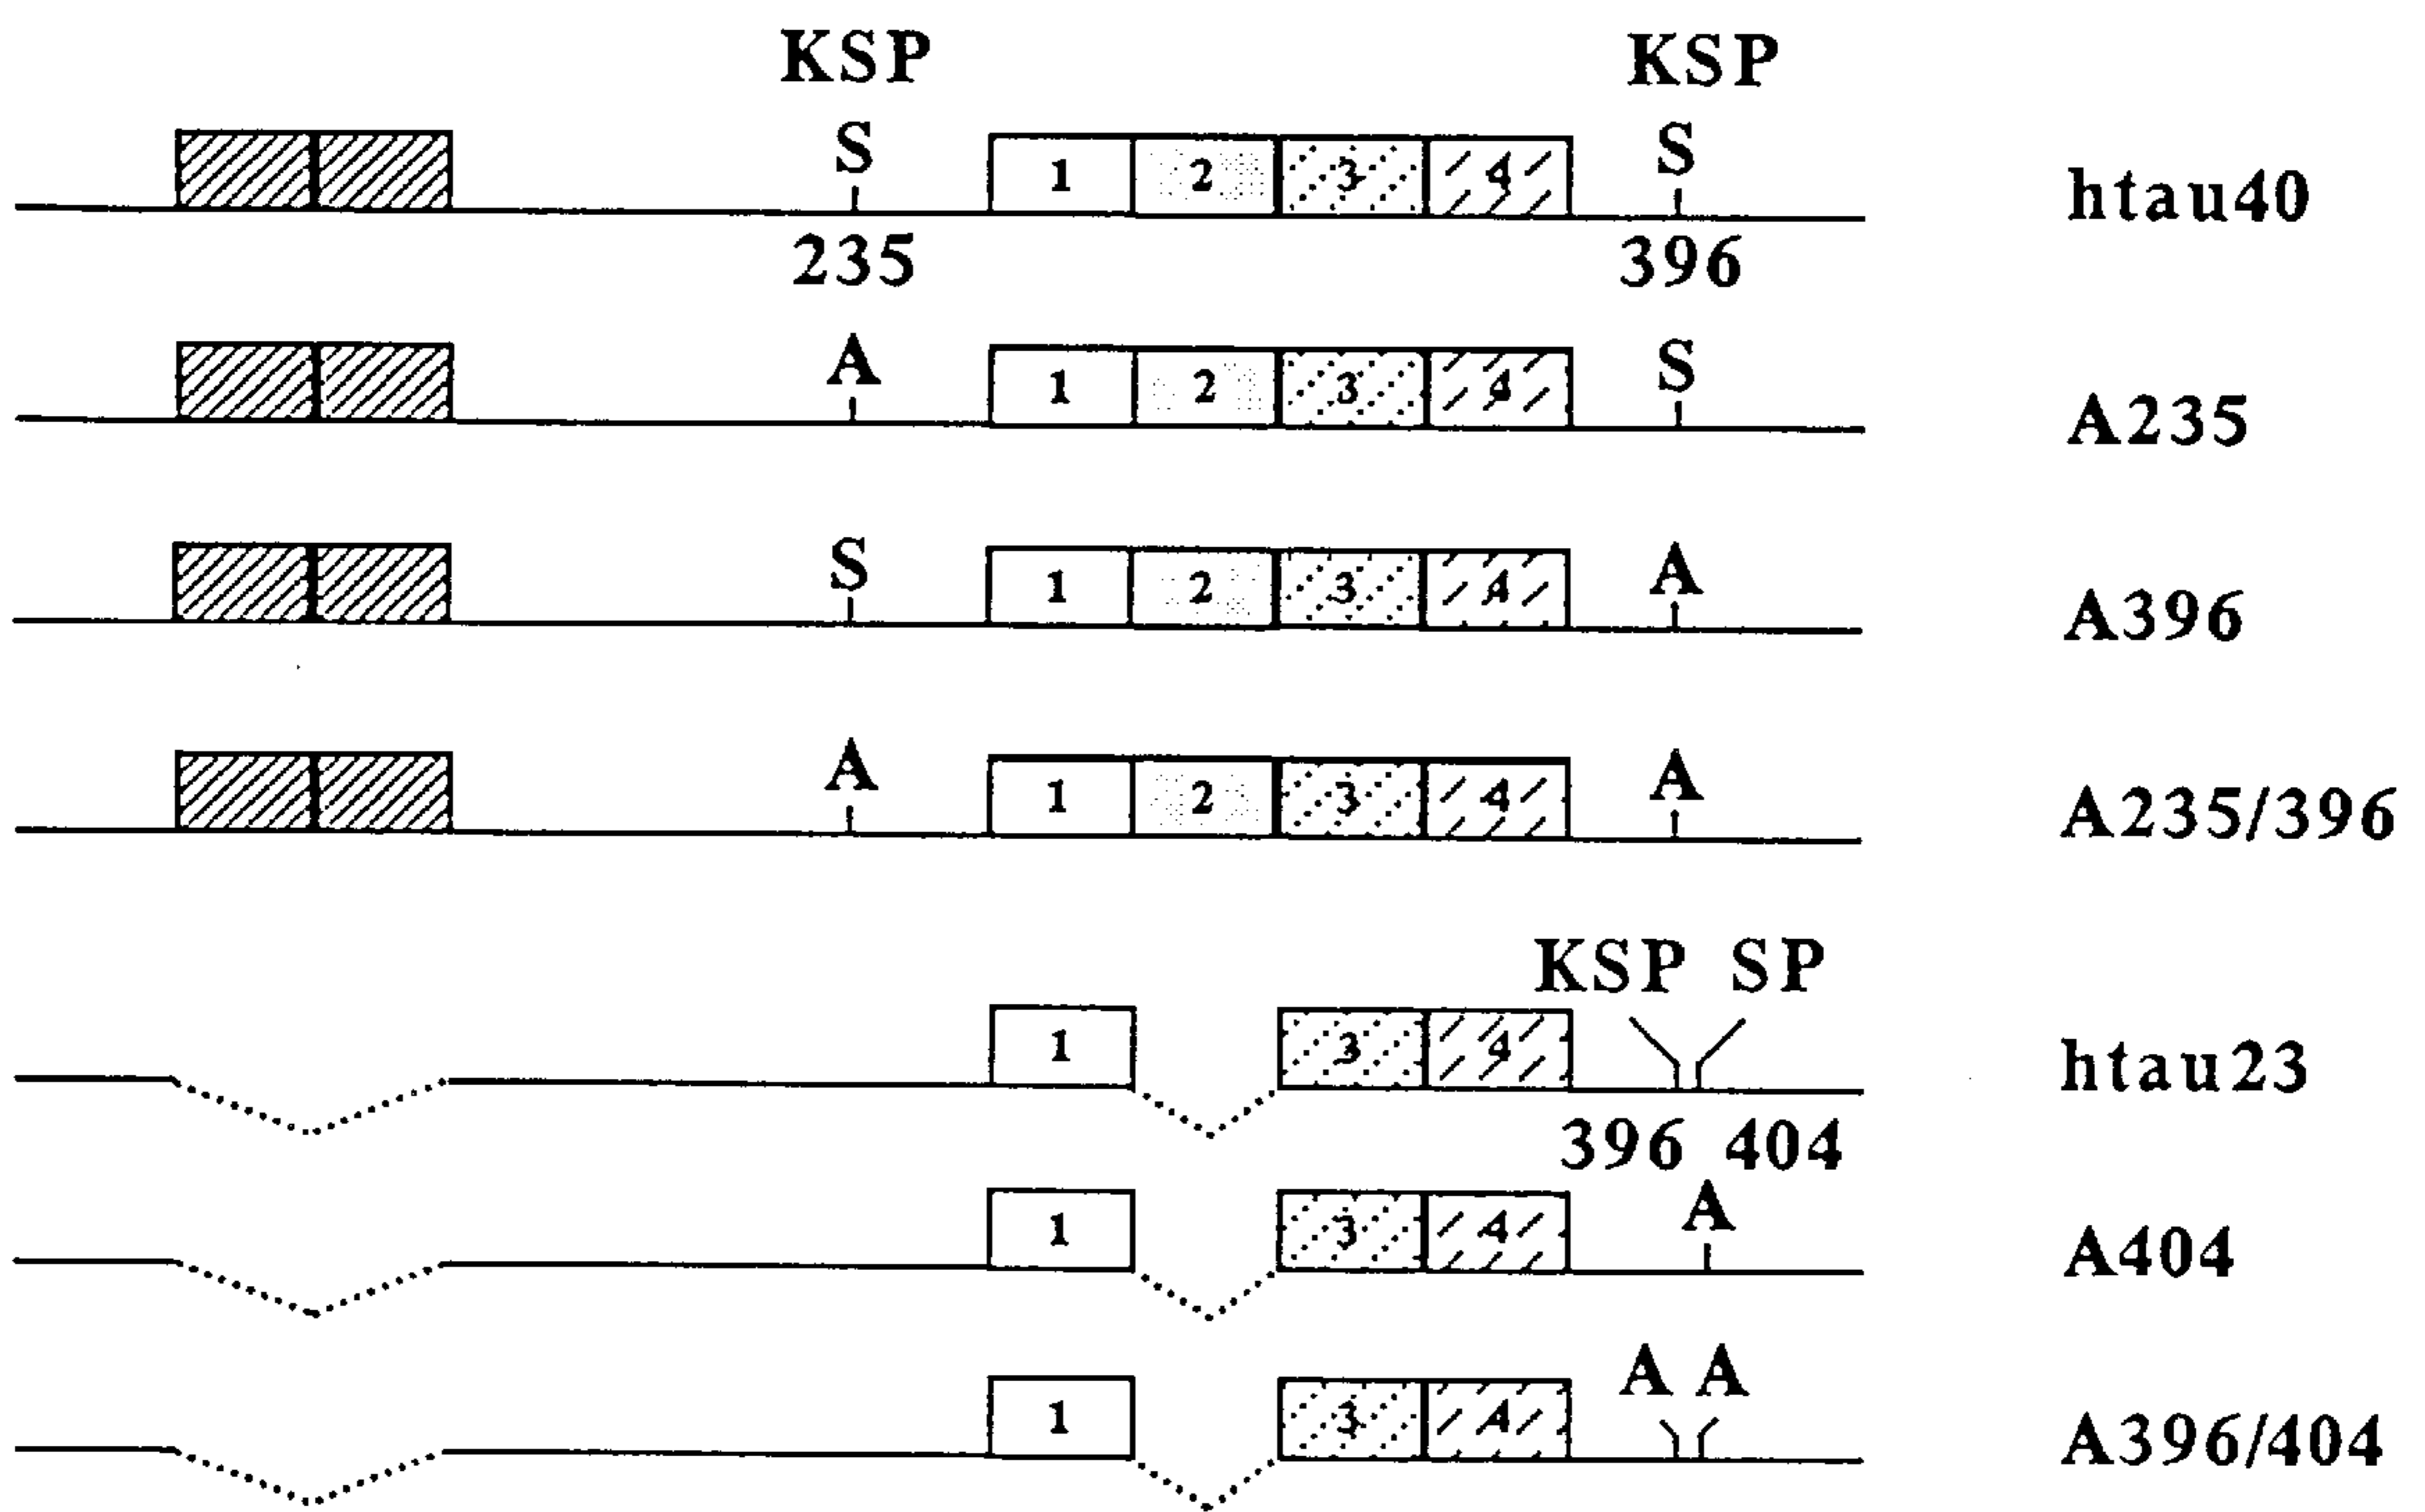 KSP KSP
S 1 2 3 4 S htau40
235 396
A 1 2 3 4 S A235
S 1 2 3 4 A A396
A 1 2 3 4 A A235/396
KSP SP
1 3 4 htau23
396 404
1 3 4 A A404
A A
1 3 4 A396/404